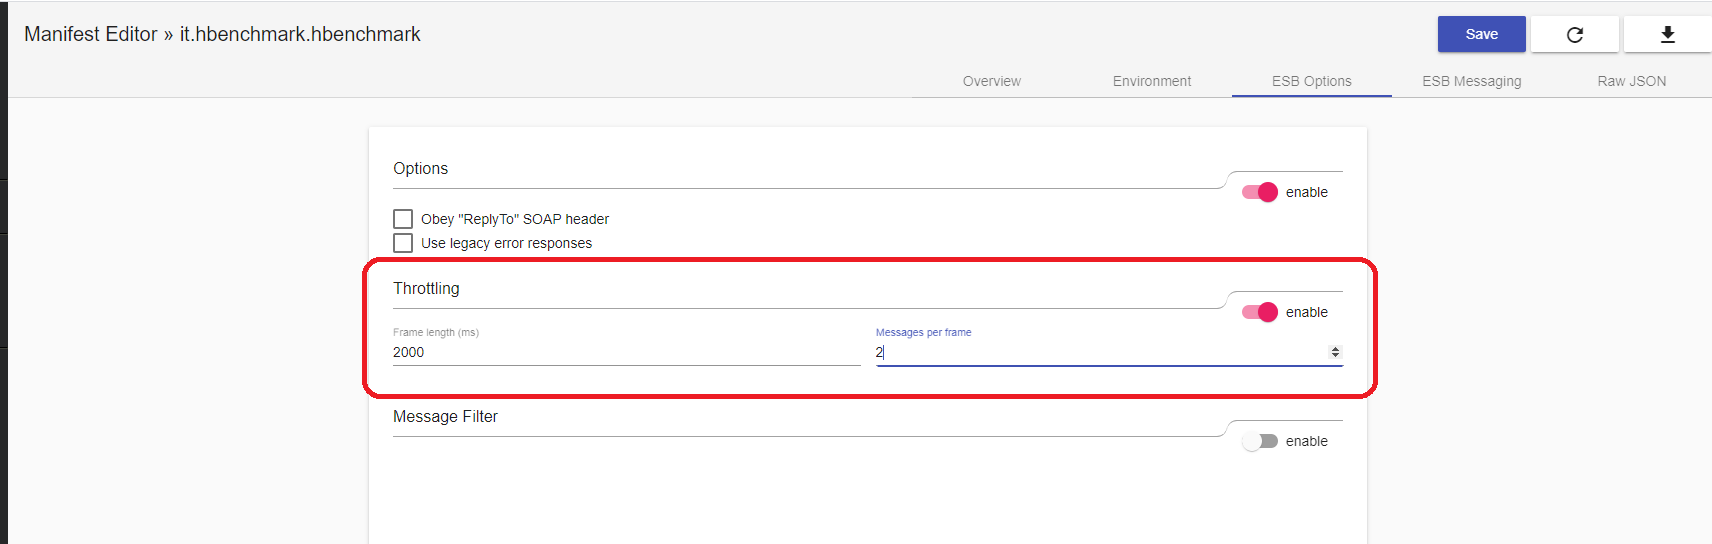 Manifest Editor » it.hbenchmark.hbenchmark
Save
Overview
Environment
ESB Options
ESB Messaging
Raw JSON
Options
enable
Obey "ReplyTo" SOAP header
Use legacy error responses
Throttling
enable
Frame length (ms)
Messages per frame
2000
2
Message Filter
enable